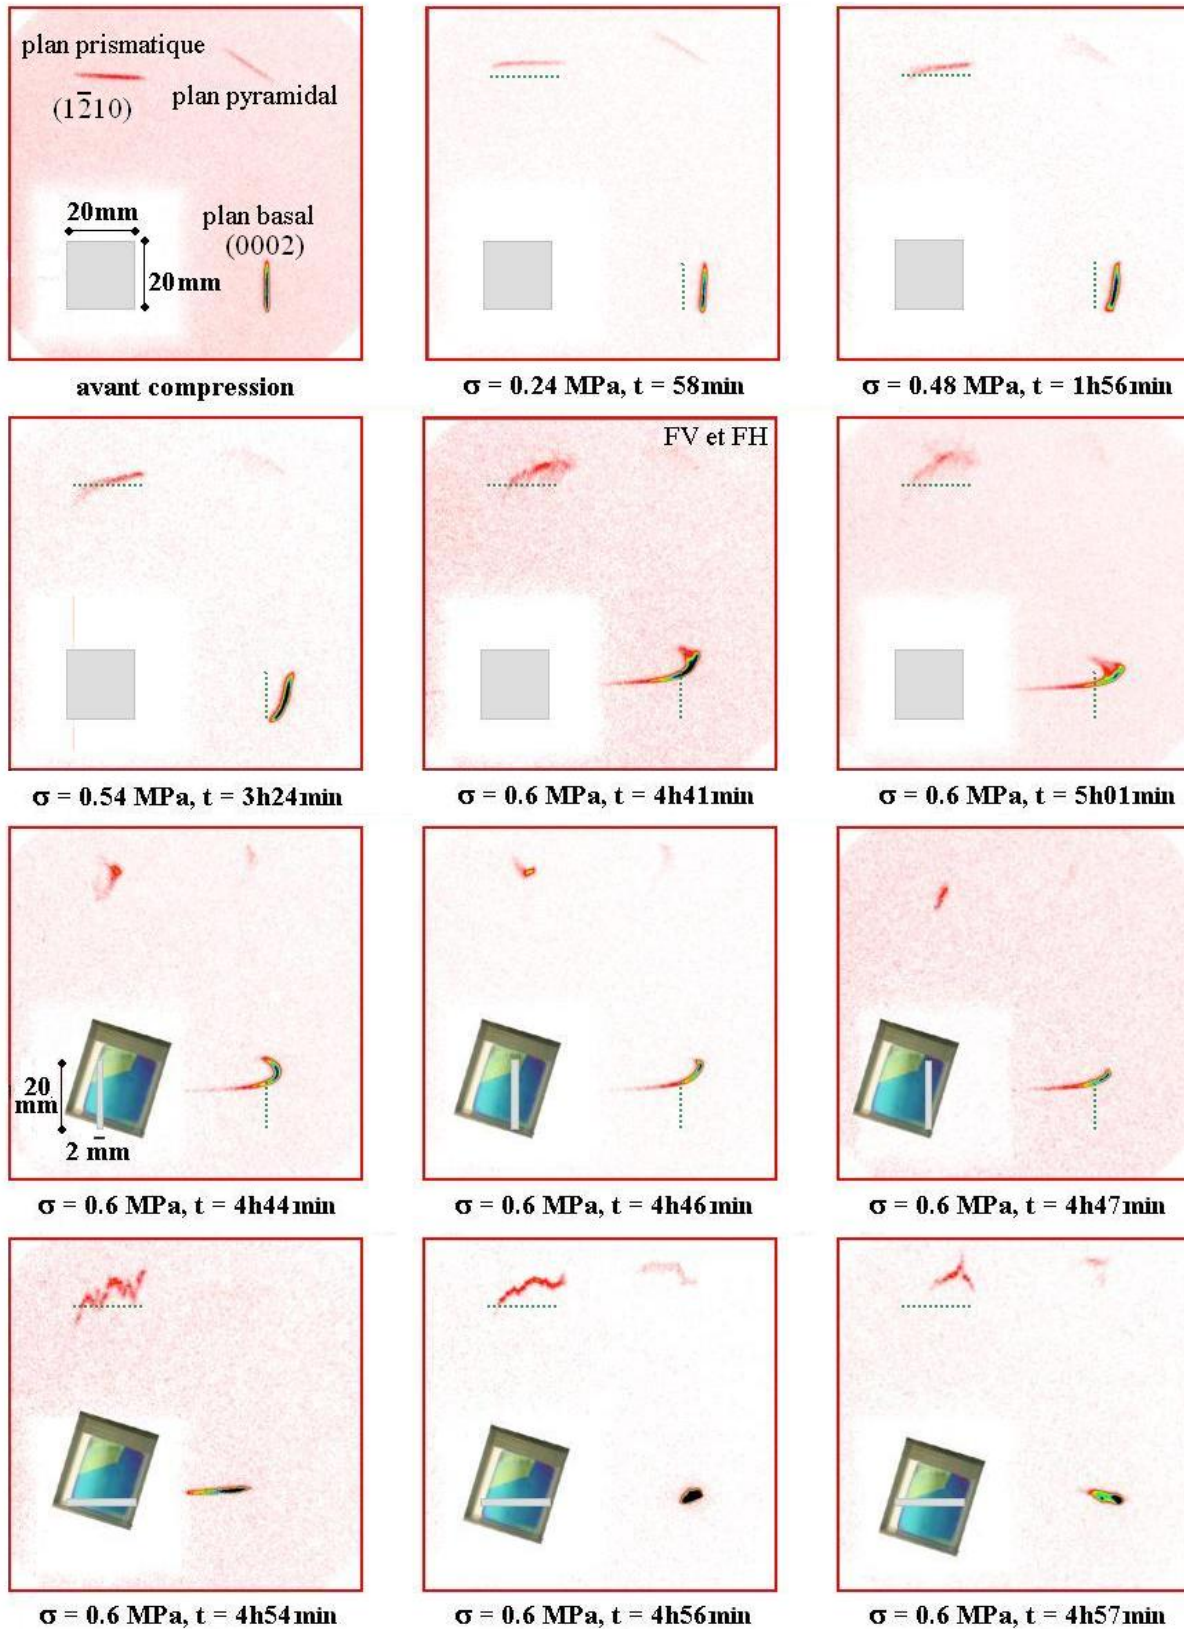 plan prismatique
(1̅2̅10)
plan pyramidal
20mm
20mm
plan basal
(0002)
avant compression
σ = 0.24 MPa, t = 58min
σ = 0.48 MPa, t = 1h56min
FV et FH
σ = 0.54 MPa, t = 3h24min
σ = 0.6 MPa, t = 4h41min
σ = 0.6 MPa, t = 5h01min
20
mm
2 mm
σ = 0.6 MPa, t = 4h44min
σ = 0.6 MPa, t = 4h46min
σ = 0.6 MPa, t = 4h47min
σ = 0.6 MPa, t = 4h54min
σ = 0.6 MPa, t = 4h56min
σ = 0.6 MPa, t = 4h57min